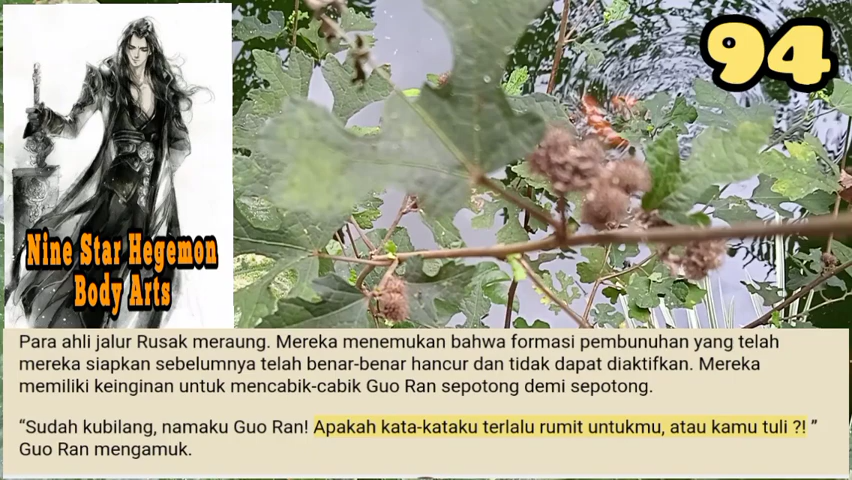 94
Nine Star Hegemon
Body Arts
Para ahli jalur Rusak meraung. Mereka menemukan bahwa formasi pembunuhan yang telah
mereka siapkan sebelumnya telah benar-benar hancur dan tidak dapat diaktifkan. Mereka
memiliki keinginan untuk mencabik-cabik Guo Ran sepotong demi sepotong.
“Sudah kubilang, namaku Guo Ran! Apakah kata-kataku terlalu rumit untukmu, atau kamu tuli ?! ”
Guo Ran mengamuk.